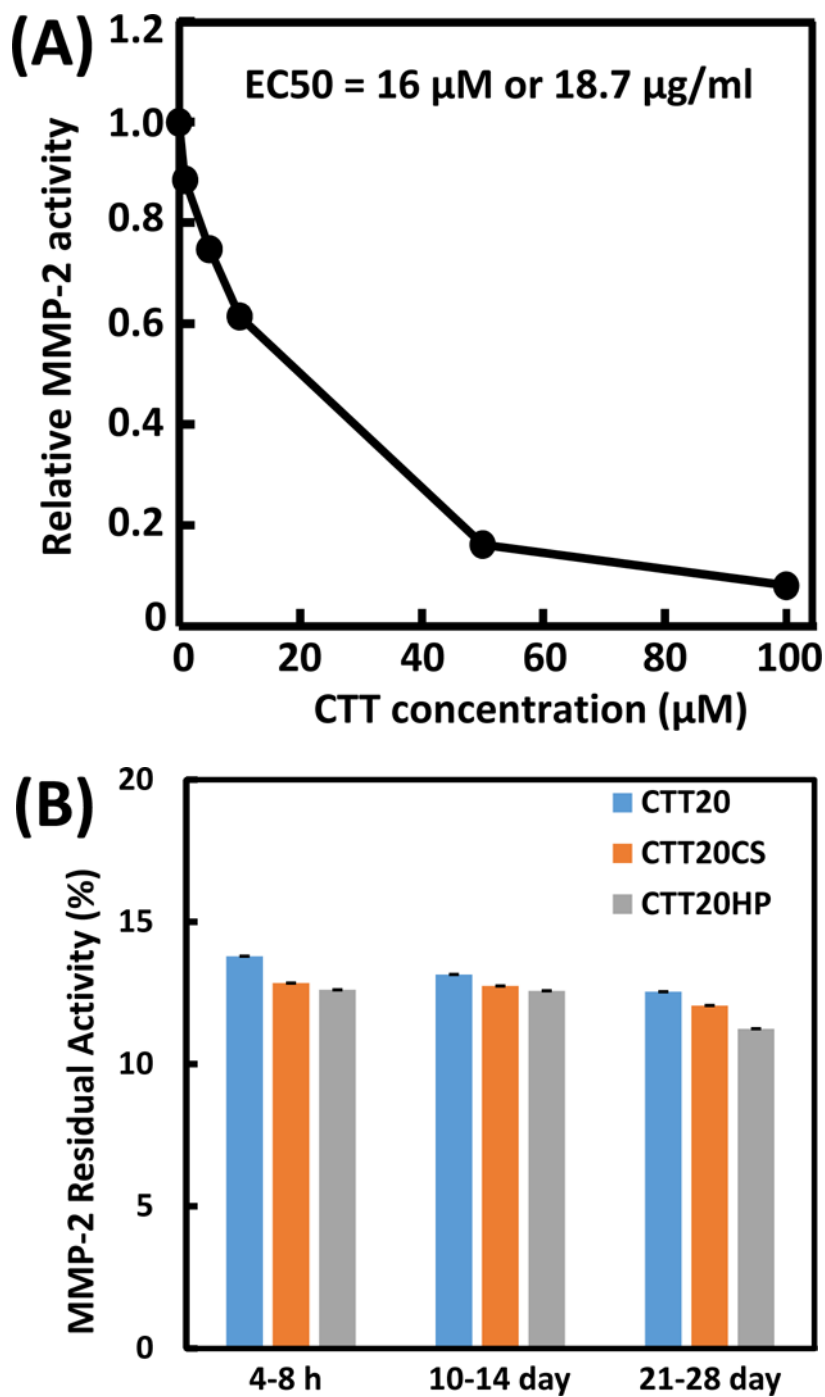 (A)
EC50 = 16 µM or 18.7 µg/ml
Relative MMP-2 activity
1.2
1.0
0.8
0.6
0.4
0.2
0
0 20 40 60 80 100
CTT concentration (µM)
(B)
MMP-2 Residual Activity (%)
20
15
10
5
0
CTT20
CTT20CS
CTT20HP
4-8 h 10-14 day 21-28 day